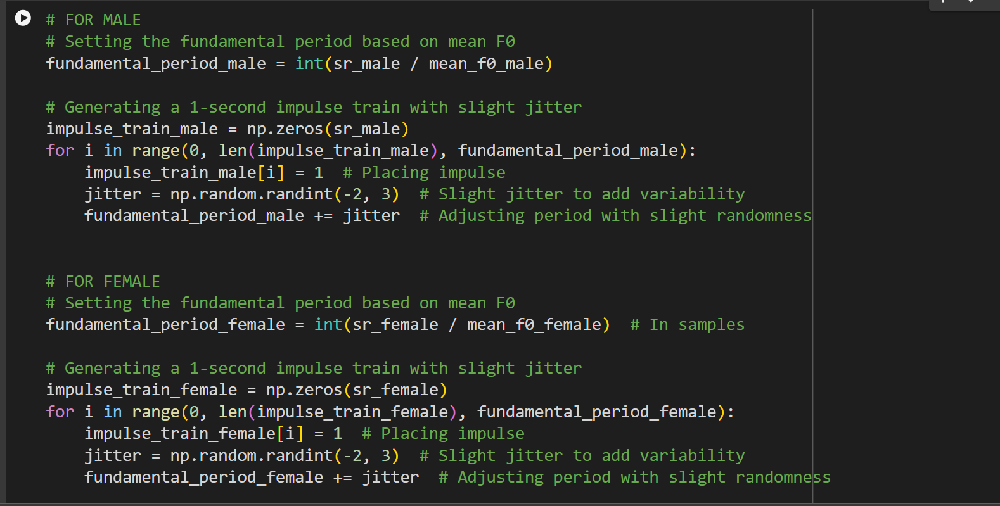 # FOR MALE
# Setting the fundamental period based on mean F0
fundamental_period_male = int(sr_male / mean_f0_male)

# Generating a 1-second impulse train with slight jitter
impulse_train_male = np.zeros(sr_male)
for i in range(0, len(impulse_train_male), fundamental_period_male):
    impulse_train_male[i] = 1  # Placing impulse
    jitter = np.random.randint(-2, 3)  # Slight jitter to add variability
    fundamental_period_male += jitter  # Adjusting period with slight randomness

# FOR FEMALE
# Setting the fundamental period based on mean F0
fundamental_period_female = int(sr_female / mean_f0_female)  # In samples

# Generating a 1-second impulse train with slight jitter
impulse_train_female = np.zeros(sr_female)
for i in range(0, len(impulse_train_female), fundamental_period_female):
    impulse_train_female[i] = 1  # Placing impulse
    jitter = np.random.randint(-2, 3)  # Slight jitter to add variability
    fundamental_period_female += jitter  # Adjusting period with slight randomness